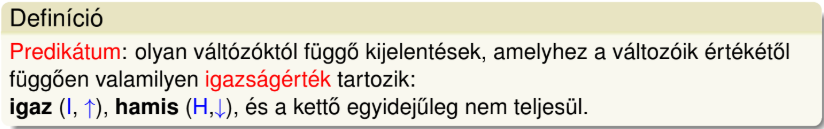 Definíció
Predikátum: olyan váltózóktól függő kijelentések, amelyhez a változóik értékétől
függően valamilyen igazságérték tartozik:
igaz (I, ↑), hamis (H,↓), és a kettő egyidejűleg nem teljesül.